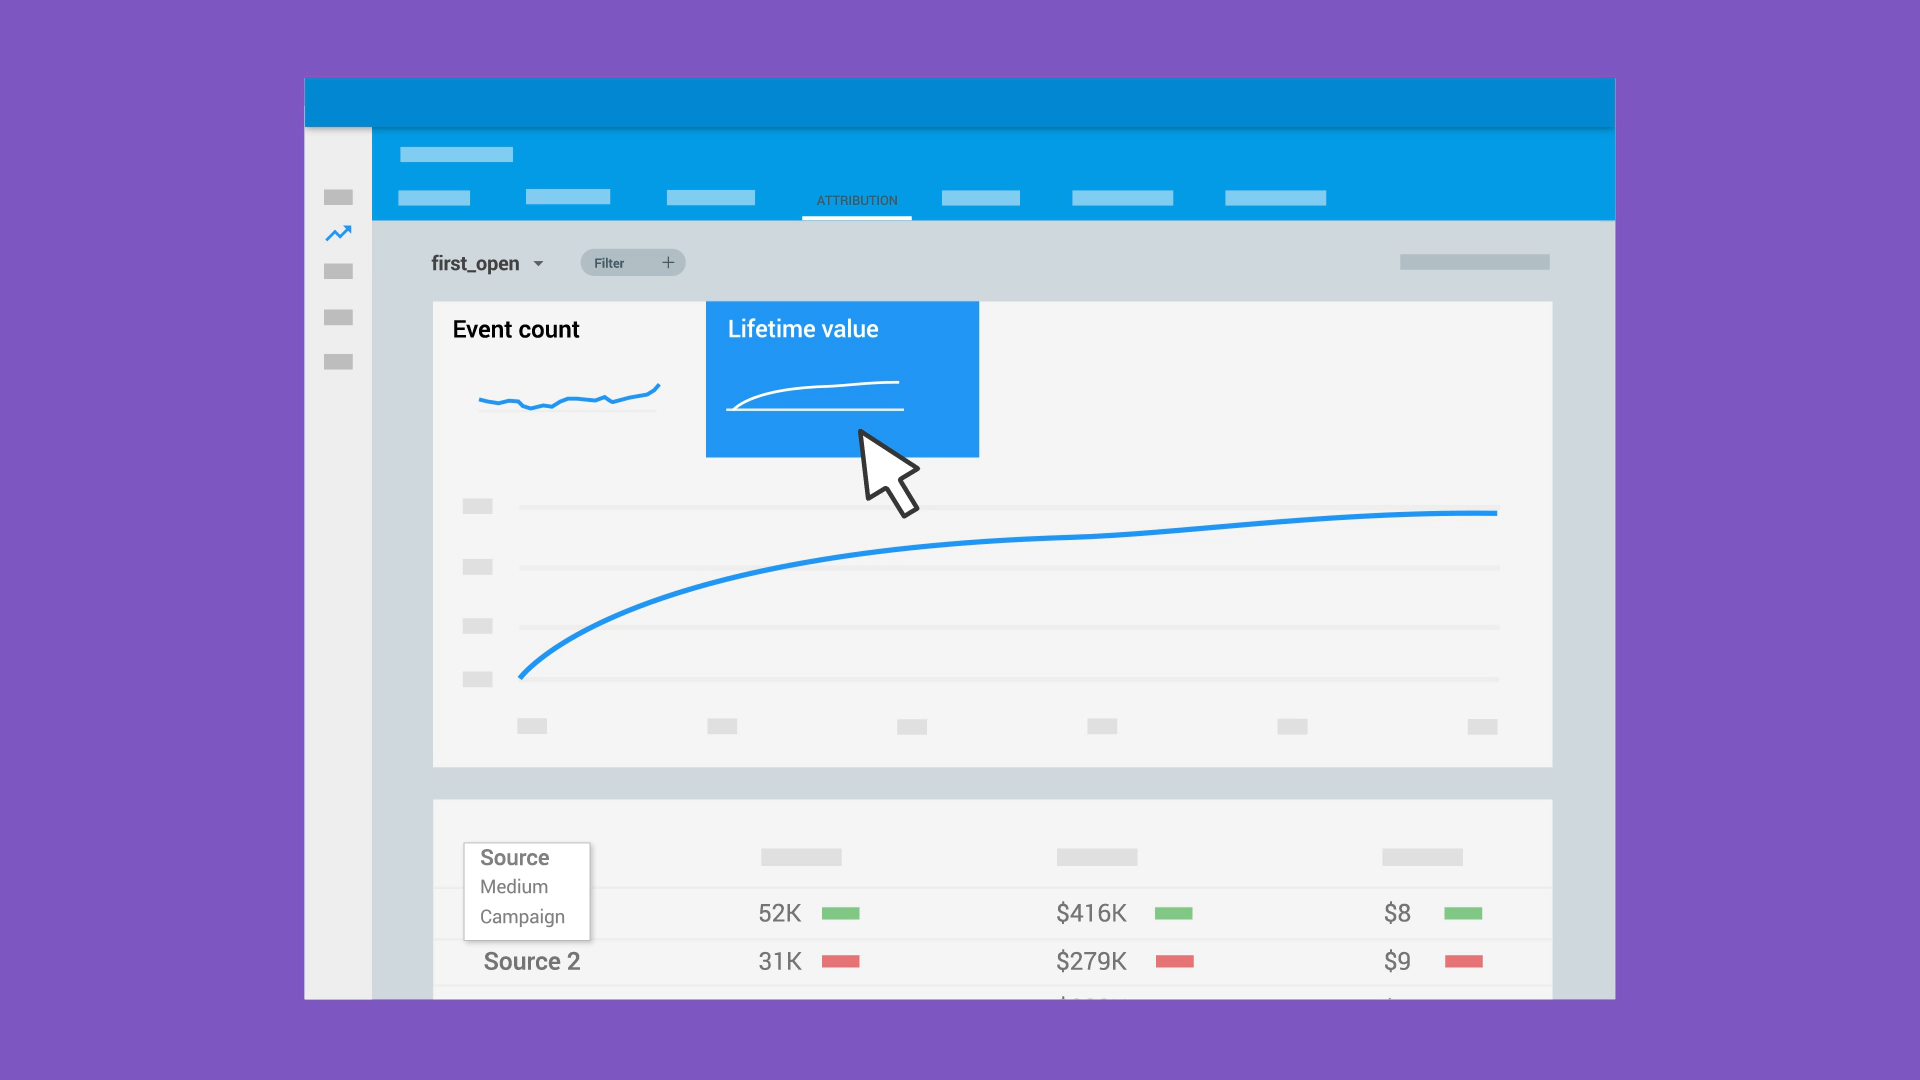 ATTRIBUTION
first_open
Filter +
Event count
Lifetime value
Source
Medium
Campaign
52K
$416K
$8
Source 2
31K
$279K
$9